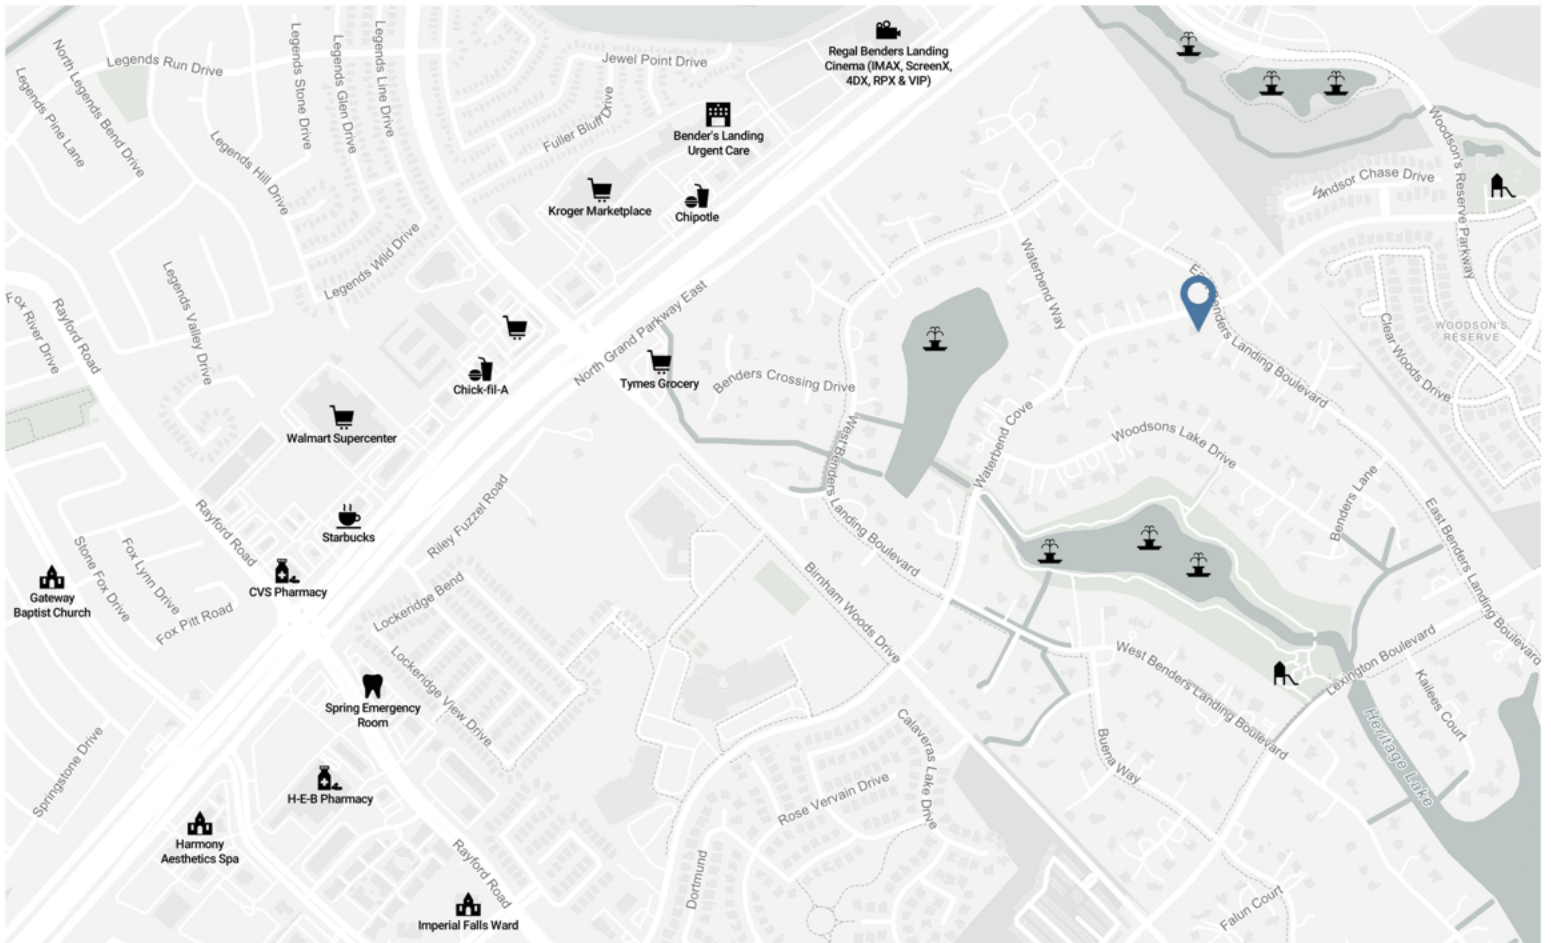 Regal Benders Landing
Cinema (IMAX, ScreenX,
4DX, RPX & VIP)
Legends Run Drive
North Legends Bend Drive
Legends Pine Lane
Legends Stone Drive
Legends Glen Drive
Legends Line Drive
Legends Hill Drive
Jewel Point Drive
Fuller Bluff Drive
Bender's Landing
Urgent Care
Kroger Marketplace
Chipotle
Woodson's Reserve Parkway
Windsor Chase Drive
Legends Wild Drive
Legends Valley Drive
Fox River Drive
Rayford Road
North Grand Parkway East
Waterbend Way
East Benders Landing Boulevard
WOODSON'S
RESERVE
Clear Woods Drive
Chick-fil-A
Tymes Grocery
Benders Crossing Drive
Walmart Supercenter
Waterbend Cove
Woodsons Lake Drive
West Benders Landing Boulevard
Benders Lane
East Benders Landing Boulevard
Riley Fuzzel Road
Rayford Road
Starbucks
CVS Pharmacy
Gateway
Baptist Church
Stone Fox Drive
Fox Lynn Drive
Fox Pitt Road
Lockeridge Bend
Birnham Woods Drive
Lockeridge View Drive
Spring Emergency
Room
West Benders Landing Boulevard
Lexington Boulevard
Kailees Court
Heritage Lake
Calaveras Lake Drive
Buena Way
Springstone Drive
H-E-B Pharmacy
Rose Vervain Drive
Harmony
Aesthetics Spa
Rayford Road
Dortmund
Imperial Falls Ward
Falun Court